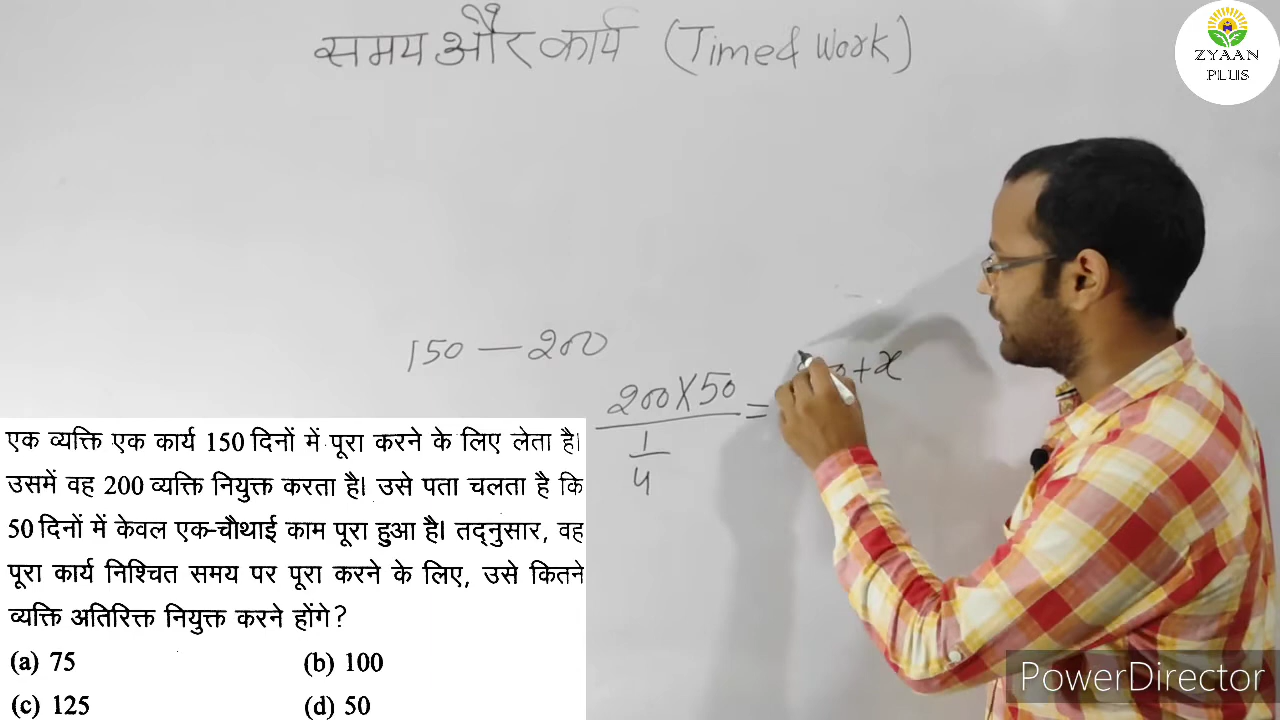 समय और कार्य (Time & Work)
ZYAAN
PLUS
150 — 200
200 X 50 =
+ x
1
4
एक व्यक्ति एक कार्य 150 दिनों में पूरा करने के लिए लेता है।
उसमें वह 200 व्यक्ति नियुक्त करता है। उसे पता चलता है कि
50 दिनों में केवल एक-चौथाई काम पूरा हुआ है। तद्नुसार, वह
पूरा कार्य निश्चित समय पर पूरा करने के लिए, उसे कितने
व्यक्ति अतिरिक्त नियुक्त करने होंगे?
(a) 75 (b) 100
(c) 125 (d) 50
PowerDirector